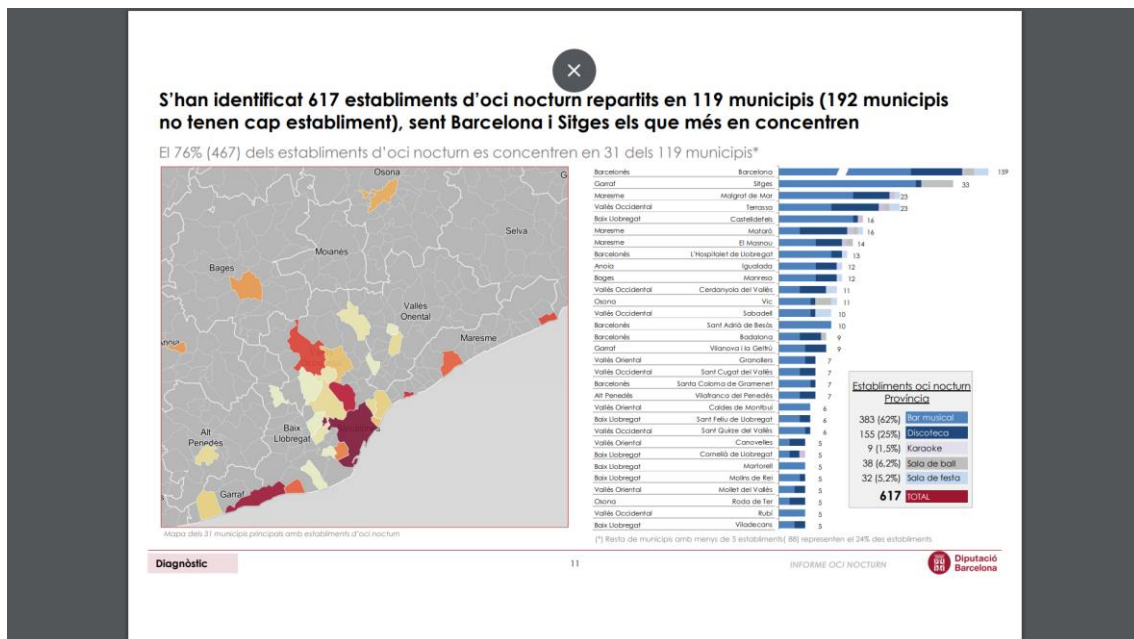 S'han identificat 617 establiments d'oci nocturn repartits en 119 municipis (192 municipis
no tenen cap establiment), sent Barcelona i Sitges els que més en concentren
El 76% (467) dels establiments d'oci nocturn es concentren en 31 dels 119 municipis*
Osona
G
Selva
Moianès
Bages
Vallès
Oriental
Maresme
Anoia
Alt
Penedès
Baix
Llobregat
Garraf
Mapa dels 31 municipis principals amb establiments d'oci nocturn
Barcelonès Barcelona 139
Garraf Sitges 33
Maresme Malgrat de Mar 23
Vallès Occidental Terrassa 23
Baix Llobregat Castelldefels 16
Maresme Mataró 16
Maresme El Masnou 14
Barcelonès L'Hospitalet de Llobregat 13
Anoia Igualada 12
Bages Manresa 12
Vallès Occidental Cerdanyola del Vallès 11
Osona Vic 11
Vallès Occidental Sabadell 10
Barcelonès Sant Adrià de Besòs 10
Barcelonès Badalona 9
Garraf Vilanova i la Geltrú 9
Vallès Oriental Granollers 7
Vallès Occidental Sant Cugat del Vallès 7
Barcelonès Santa Coloma de Gramenet 7
Alt Penedès Vilafranca del Penedès 7
Vallès Oriental Caldes de Montbui 6
Baix Llobregat Sant Feliu de Llobregat 6
Vallès Occidental Sant Quirze del Vallès 6
Vallès Oriental Canovelles 5
Baix Llobregat Cornellà de Llobregat 5
Baix Llobregat Martorell 5
Baix Llobregat Molins de Rei 5
Vallès Oriental Mollet del Vallès 5
Osona Roda de Ter 5
Vallès Occidental Rubí 5
Baix Llobregat Viladecans 5
Establiments oci nocturn
Província
383 (62%) Bar musical
155 (25%) Discoteca
9 (1,5%) Karaoke
38 (6,2%) Sala de ball
32 (5,2%) Sala de festa
617 TOTAL
(*) Resta de municipis amb menys de 5 establiments( 88) representen el 24% des establiments
Diagnòstic
11
INFORME OCI NOCTURN
Diputació
Barcelona